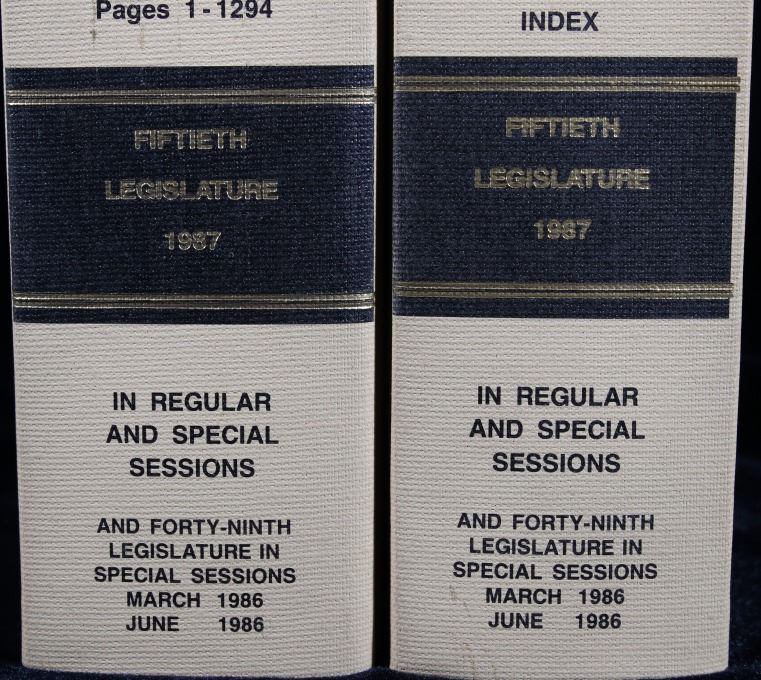 Pages 1-1294
FIFTIETH
LEGISLATURE
1987
IN REGULAR
AND SPECIAL
SESSIONS
AND FORTY-NINTH
LEGISLATURE IN
SPECIAL SESSIONS
MARCH 1986
JUNE 1986
INDEX
FIFTIETH
LEGISLATURE
1987
IN REGULAR
AND SPECIAL
SESSIONS
AND FORTY-NINTH
LEGISLATURE IN
SPECIAL SESSIONS
MARCH 1986
JUNE 1986